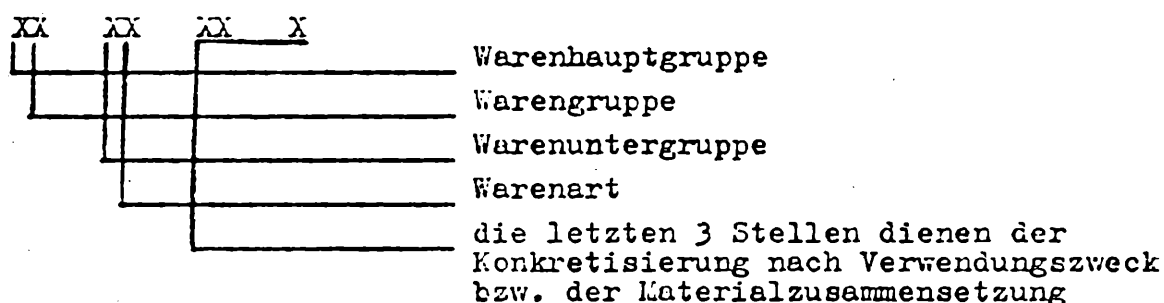 XX XX XX X
Warenhauptgruppe
Warengruppe
Warenuntergruppe
Warenart
die letzten 3 Stellen dienen der
Konkretisierung nach Verwendungszweck
bzw. der Materialzusammensetzung